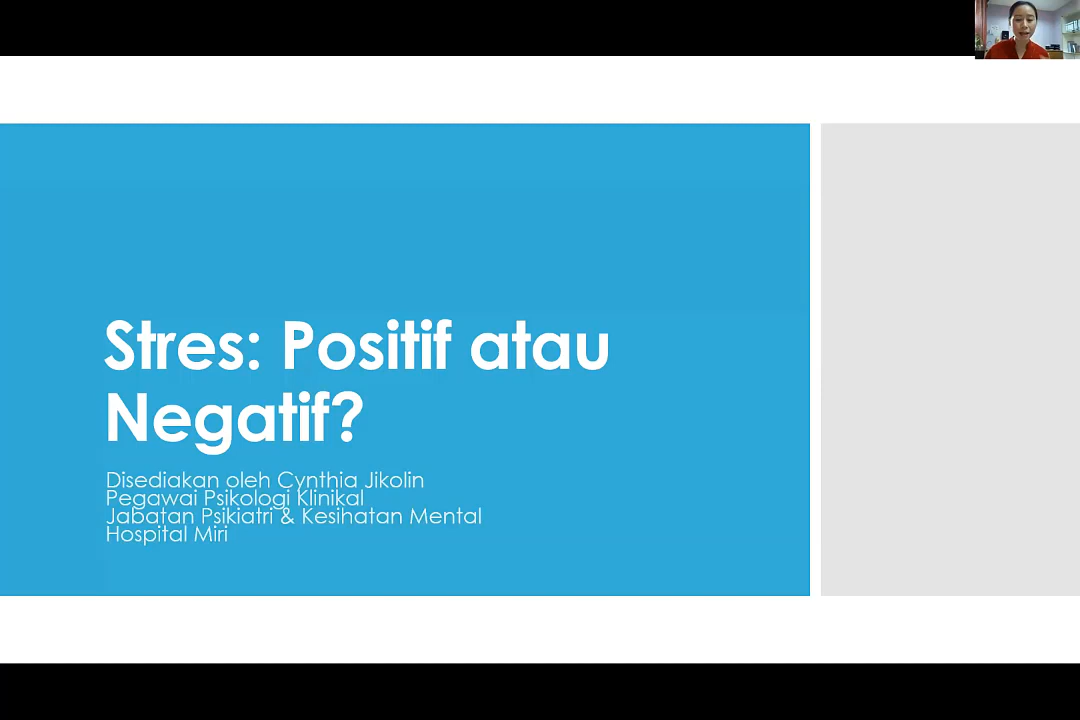 Stres: Positif atau
Negatif?
Disediakan oleh Cynthia Jikolin
Pegawai Psikologi Klinikal
Jabatan Psikiatri & Kesihatan Mental
Hospital Miri